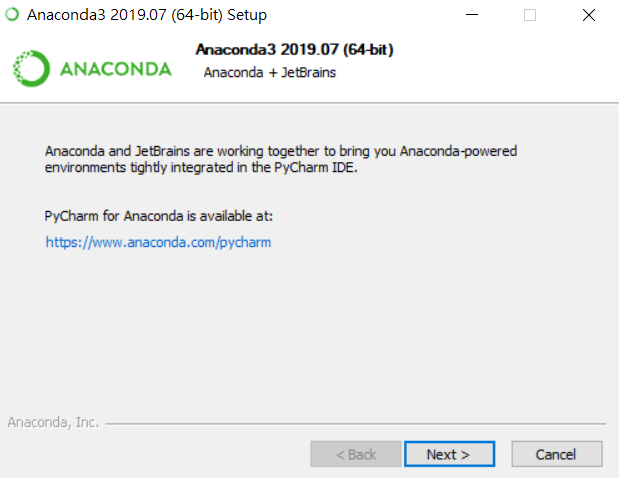 Anaconda3 2019.07 (64-bit) Setup
ANACONDA
Anaconda3 2019.07 (64-bit)
Anaconda + JetBrains
Anaconda and JetBrains are working together to bring you Anaconda-powered
environments tightly integrated in the PyCharm IDE.
PyCharm for Anaconda is available at:
https://www.anaconda.com/pycharm
Anaconda, Inc.
< Back
Next >
Cancel